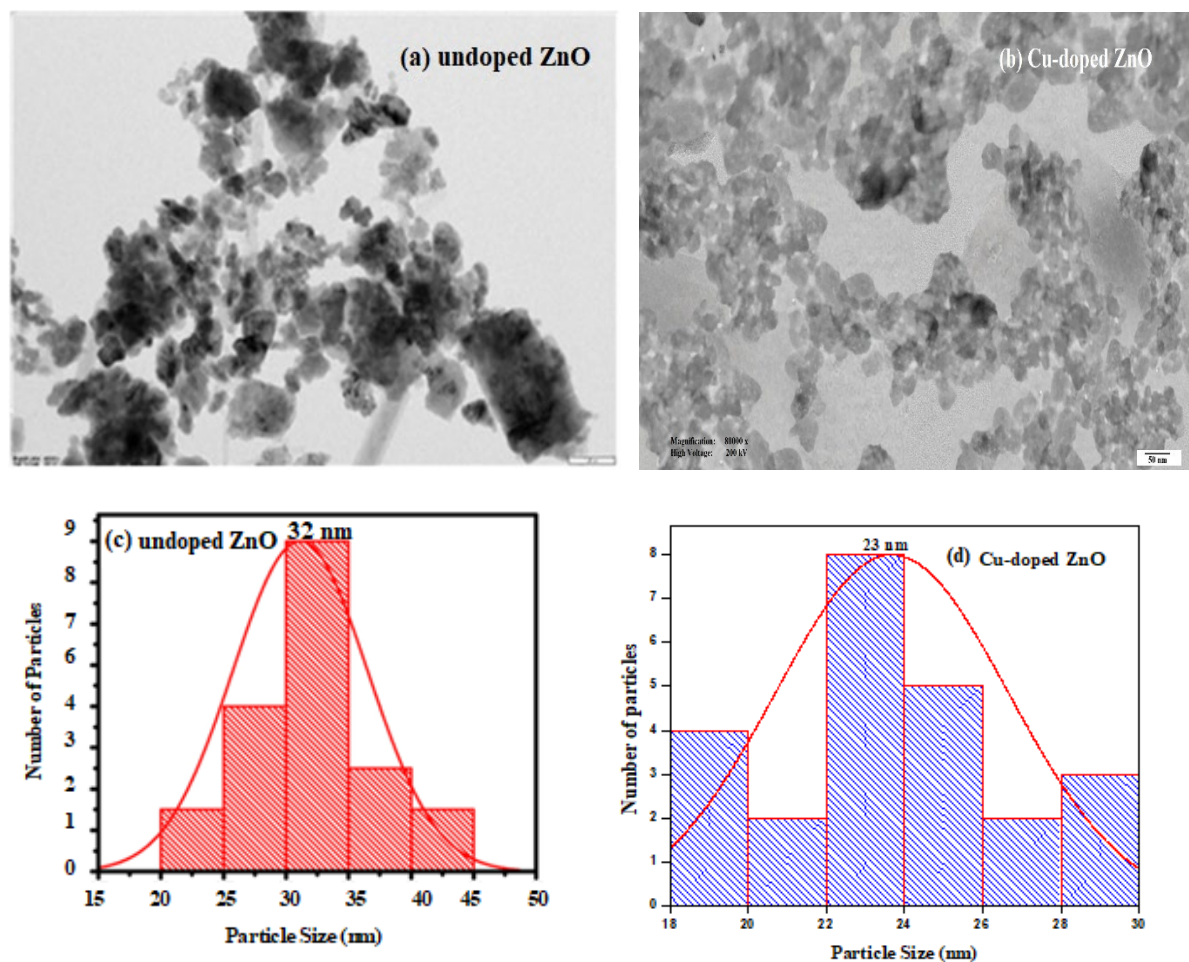 (a) undoped ZnO
(b) Cu-doped ZnO
Magnification: 80000 x
High Voltage: 200 kV
50 nm
(c) undoped ZnO
32 nm
Number of Particles
9
8
7
6
4
3
2
1
0
15 20 25 30 35 40 45 50
Particle Size (nm)
(d) Cu-doped ZnO
23 nm
Number of particles
8
7
6
5
4
3
2
1
0
18 20 22 24 26 28 30
Particle Size (nm)